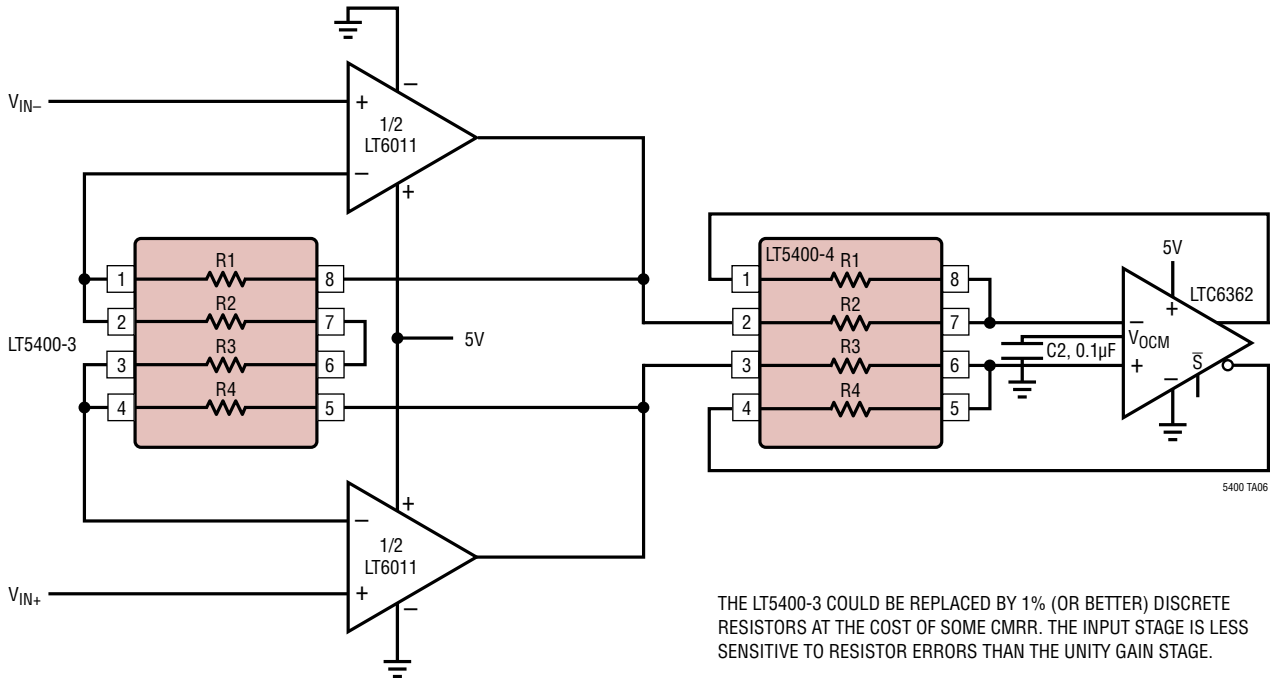 VIN–
+
–
1/2
LT6011
–
+
R1
1
8
R2
2
7
LT5400-3
R3
3
6
R4
4
5
5V
LT5400-4
R1
1
8
R2
2
7
R3
3
6
R4
4
5
5V
LTC6362
+
–
VOCM
C2, 0.1µF
+
–
S̅
5400 TA06
+
–
1/2
LT6011
+
–
VIN+
THE LT5400-3 COULD BE REPLACED BY 1% (OR BETTER) DISCRETE
RESISTORS AT THE COST OF SOME CMRR. THE INPUT STAGE IS LESS
SENSITIVE TO RESISTOR ERRORS THAN THE UNITY GAIN STAGE.